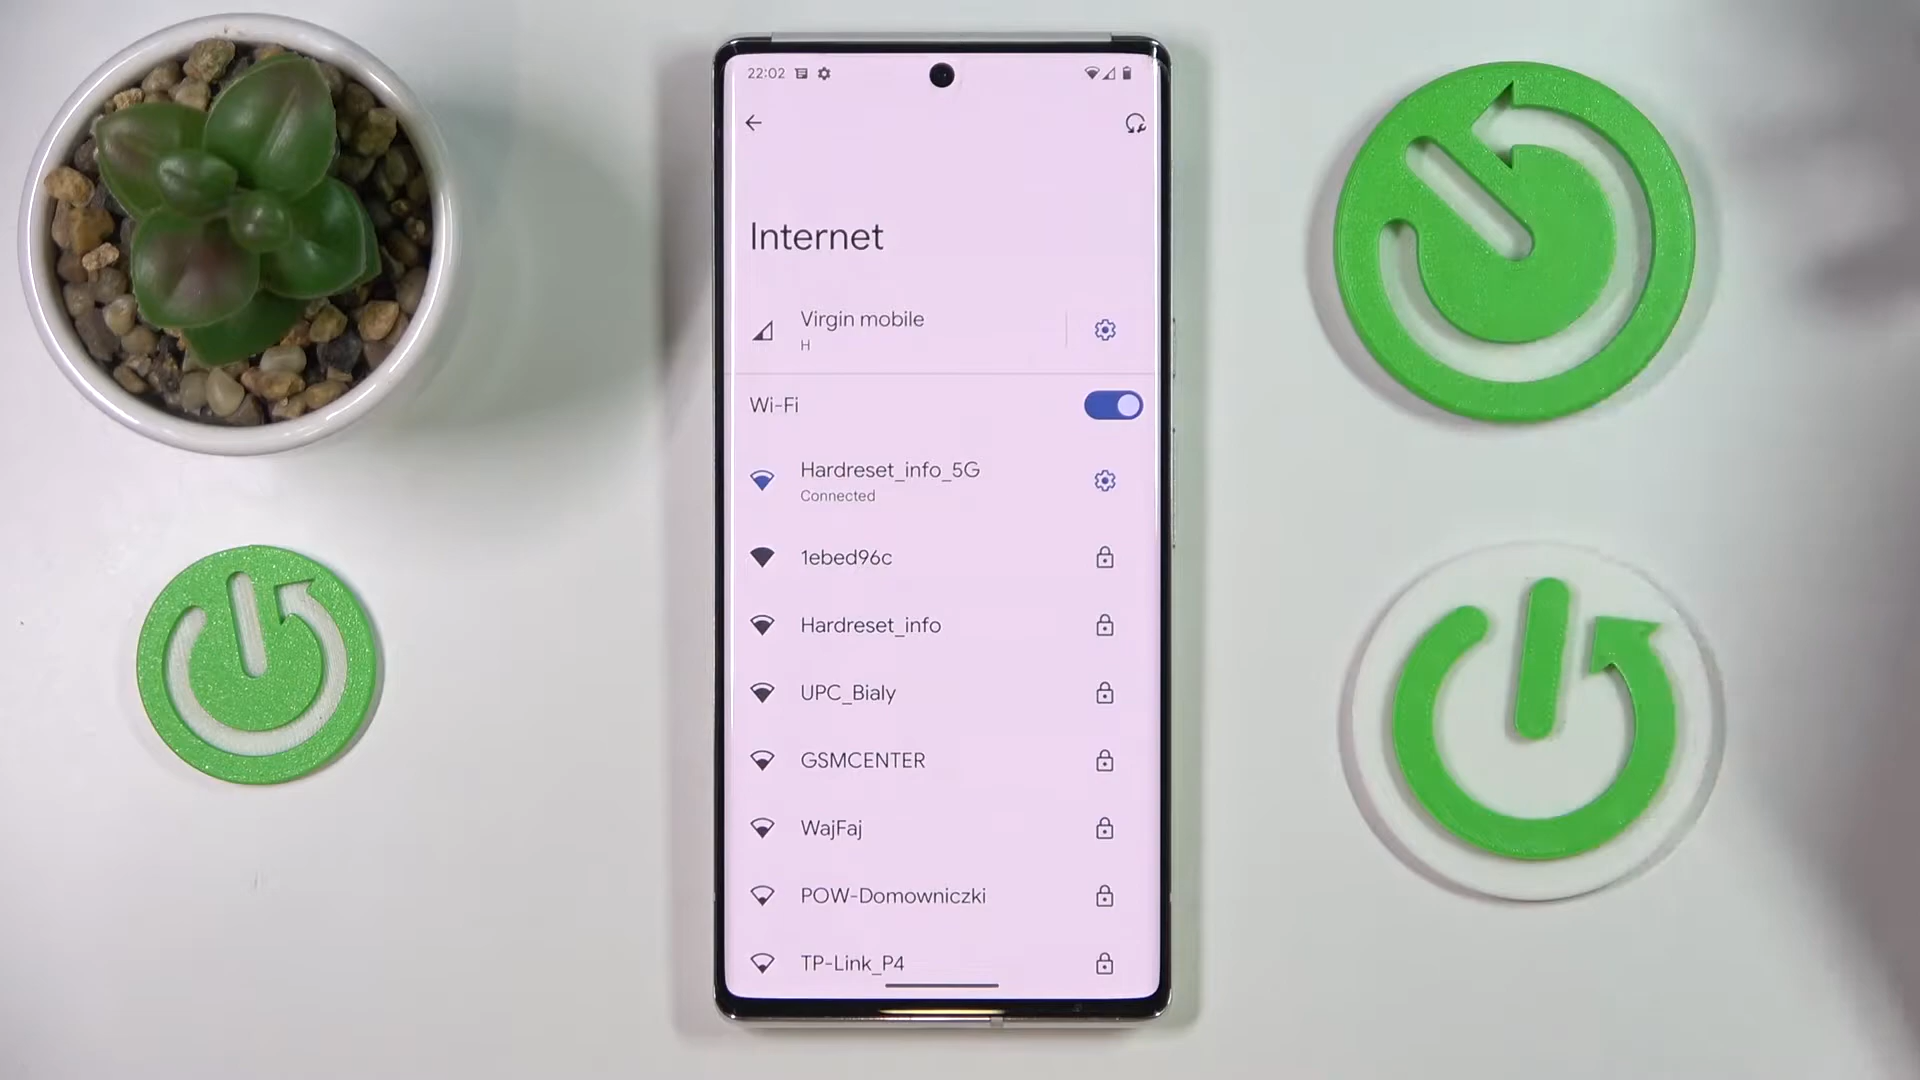 22:02
Internet
Virgin mobile
H
Wi-Fi
Hardreset_info_5G
Connected
1ebed96c
Hardreset_info
UPC_Bialy
GSMCENTER
WajFaj
POW-Domowniczki
TP-Link_P4